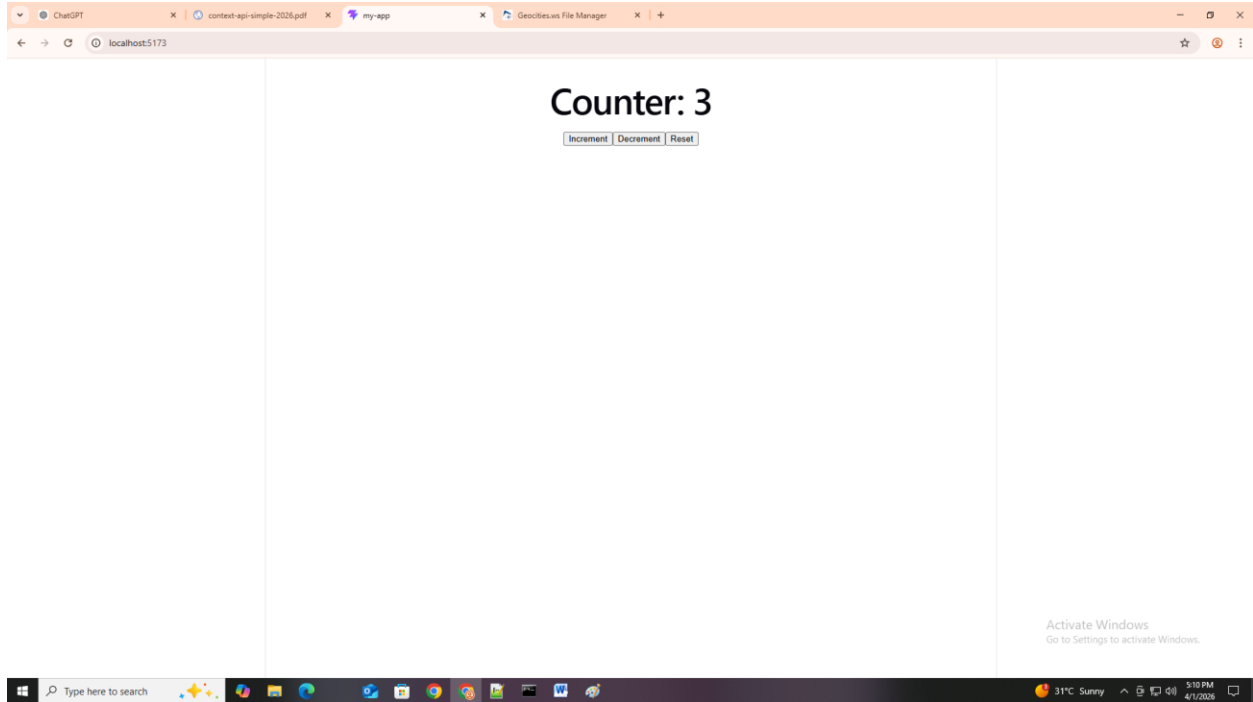 ChatGPT
context-api-simple-2026.pdf
my-app
Geocities.ws File Manager
localhost:5173
Counter: 3
Increment Decrement Reset
Activate Windows
Go to Settings to activate Windows.
Type here to search
31°C Sunny
5:10 PM
4/1/2026